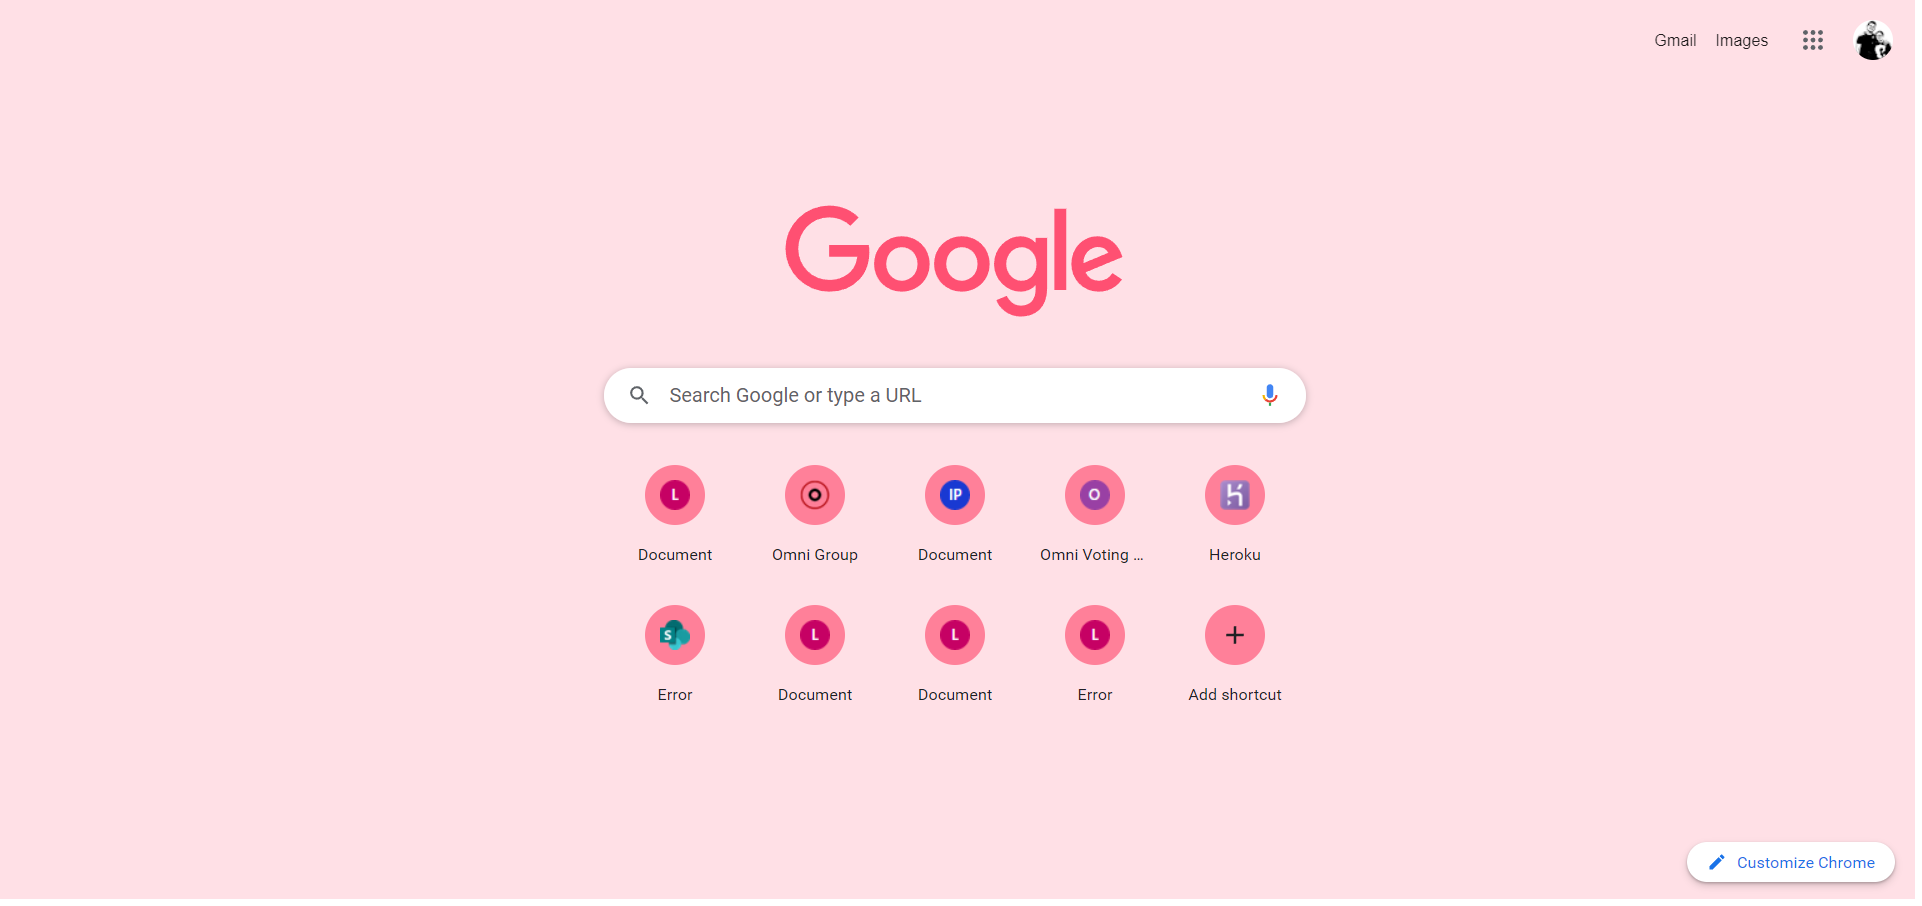 Gmail Images
Google
Search Google or type a URL
L
IP
O
Document Omni Group Document Omni Voting ... Heroku
S
L
L
L
Error Document Document Error Add shortcut
Customize Chrome